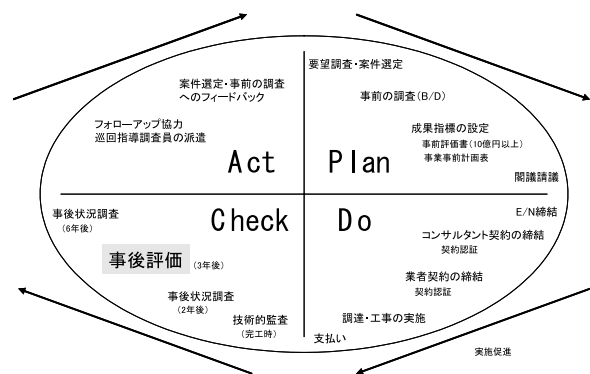 案件選定・事前の調査
へのフィードバック
フォローアップ協力
巡回指導調査員の派遣
Act
要望調査・案件選定
事前の調査(B/D)
成果指標の設定
事前評価書(10億円以上)
事業事前計画表
Plan
閣議請議
事後状況調査
(6年後)
Check
事後評価 (3年後)
事後状況調査
(2年後)
技術的監査
(完工時)
E/N締結
Do
コンサルタント契約の締結
契約認証
業者契約の締結
契約認証
調達・工事の実施
支払い
実施促進